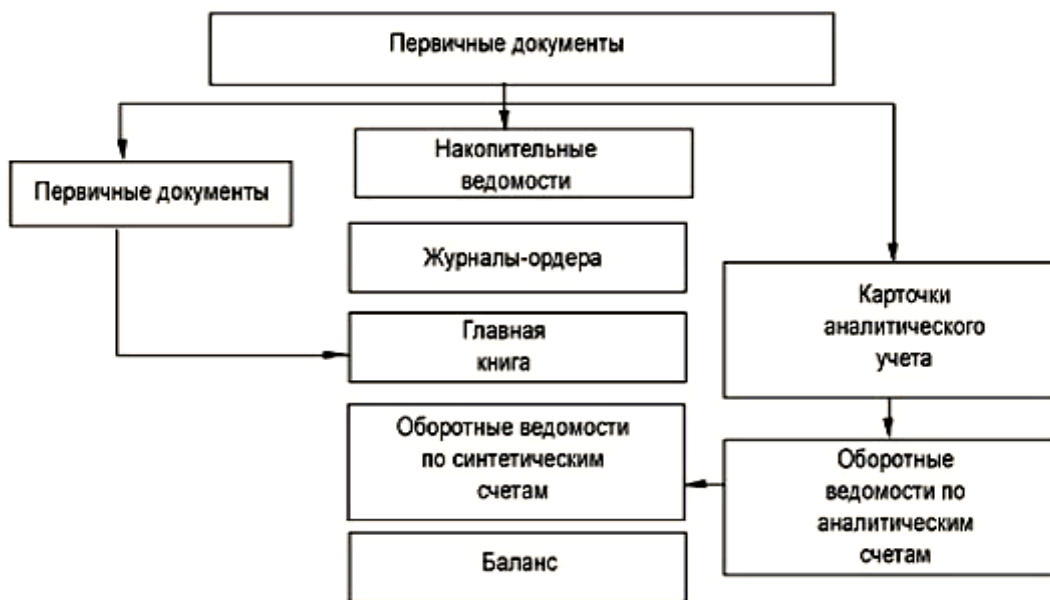 Первичные документы
Накопительные
ведомости
Первичные документы
Журналы-ордера
Карточки
аналитического
учета
Главная
книга
Оборотные ведомости
по синтетическим
счетам
Оборотные
ведомости по
аналитическим
счетам
Баланс